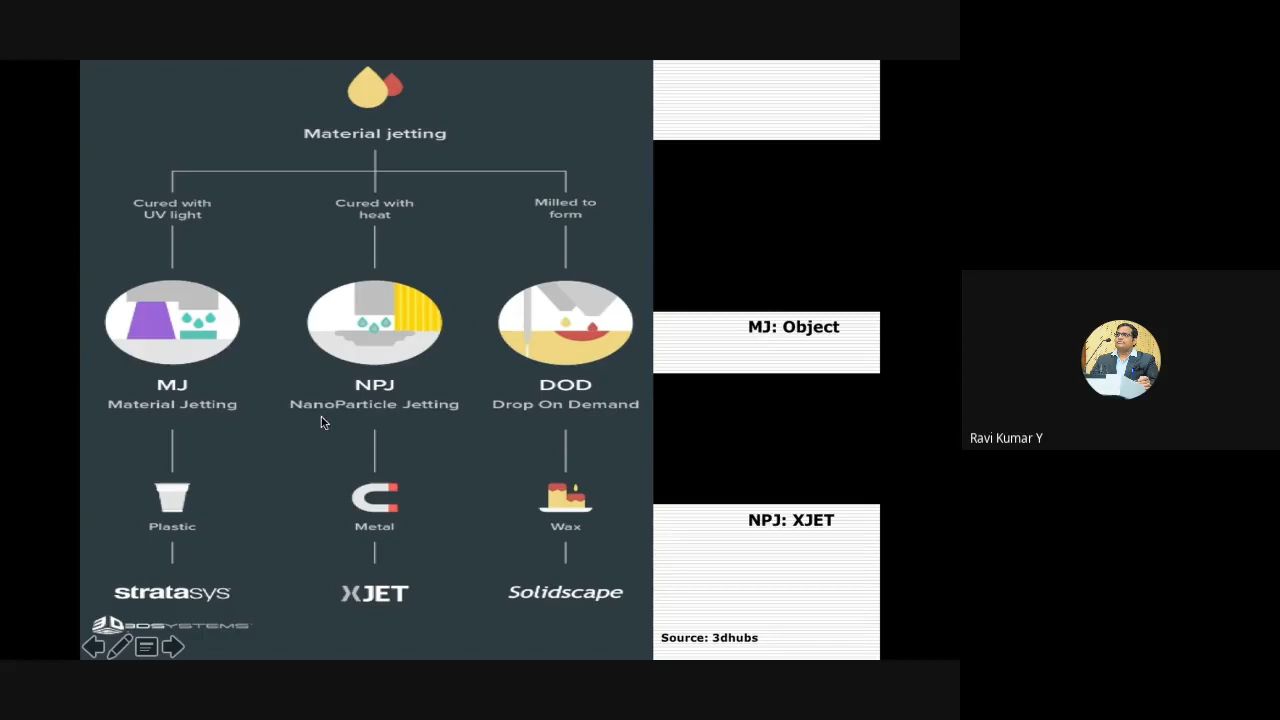 Material jetting
Cured with
UV light
Cured with
heat
Milled to
form
MJ
Material Jetting
NPJ
NanoParticle Jetting
DOD
Drop On Demand
Plastic
Metal
Wax
stratasys
XJET
Solidscape
3DSYSTEMS
MJ: Object
NPJ: XJET
Source: 3dhubs
Ravi Kumar Y